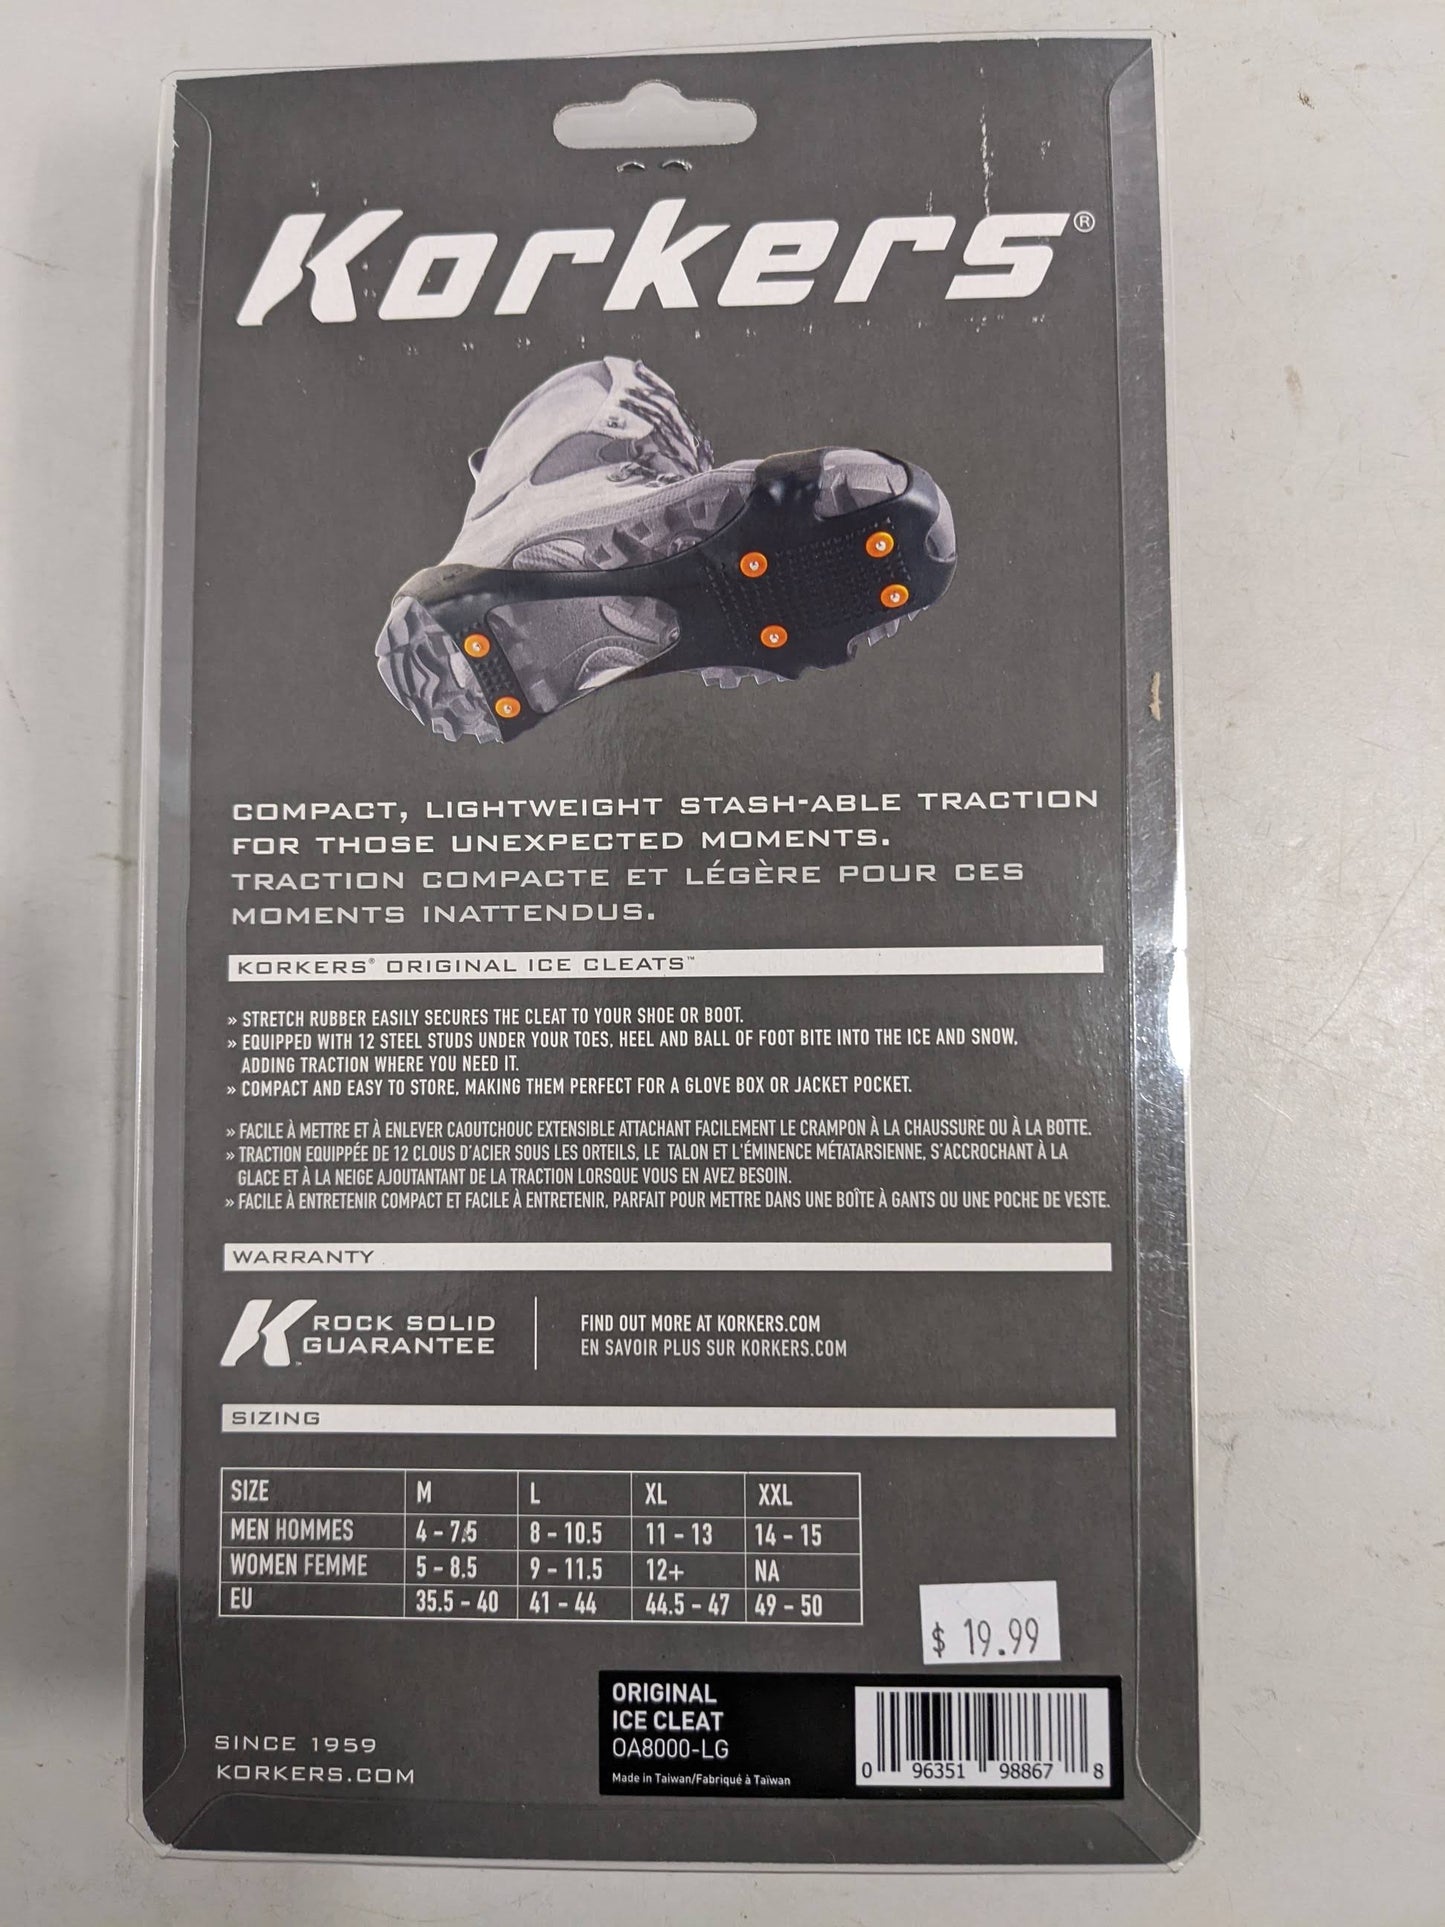 Korkers®
COMPACT, LIGHTWEIGHT STASH-ABLE TRACTION
FOR THOSE UNEXPECTED MOMENTS.
TRACTION COMPACTE ET LÉGÈRE POUR CES
MOMENTS INATTENDUS.
KORKERS® ORIGINAL ICE CLEATS™
» STRETCH RUBBER EASILY SECURES THE CLEAT TO YOUR SHOE OR BOOT.
» EQUIPPED WITH 12 STEEL STUDS UNDER YOUR TOES, HEEL AND BALL OF FOOT BITE INTO THE ICE AND SNOW,
ADDING TRACTION WHERE YOU NEED IT.
» COMPACT AND EASY TO STORE, MAKING THEM PERFECT FOR A GLOVE BOX OR JACKET POCKET.
» FACILE À METTRE ET À ENLEVER CAOUTCHOUC EXTENSIBLE ATTACHANT FACILEMENT LE CRAMPON À LA CHAUSSURE OU À LA BOTTE.
» TRACTION EQUIPPÉE DE 12 CLOUS D'ACIER SOUS LES ORTEILS, LE TALON ET L'ÉMINENCE MÉTATARSIENNE, S'ACCROCHANT À LA
GLACE ET À LA NEIGE AJOUTANTANT DE LA TRACTION LORSQUE VOUS EN AVEZ BESOIN.
» FACILE À ENTRETENIR COMPACT ET FACILE À ENTRETENIR, PARFAIT POUR METTRE DANS UNE BOÎTE À GANTS OU UNE POCHE DE VESTE.
WARRANTY
K ROCK SOLID
GUARANTEE
FIND OUT MORE AT KORKERS.COM
EN SAVOIR PLUS SUR KORKERS.COM
SIZING
SIZE M L XL XXL
MEN HOMMES 4 - 7.5 8 - 10.5 11 - 13 14 - 15
WOMEN FEMME 5 - 8.5 9 - 11.5 12+ NA
EU 35.5 - 40 41 - 44 44.5 - 47 49 - 50
$ 19.99
SINCE 1959
KORKERS.COM
ORIGINAL
ICE CLEAT
OA8000-LG
Made in Taiwan/Fabriqué à Taïwan
0 96351 98867 8